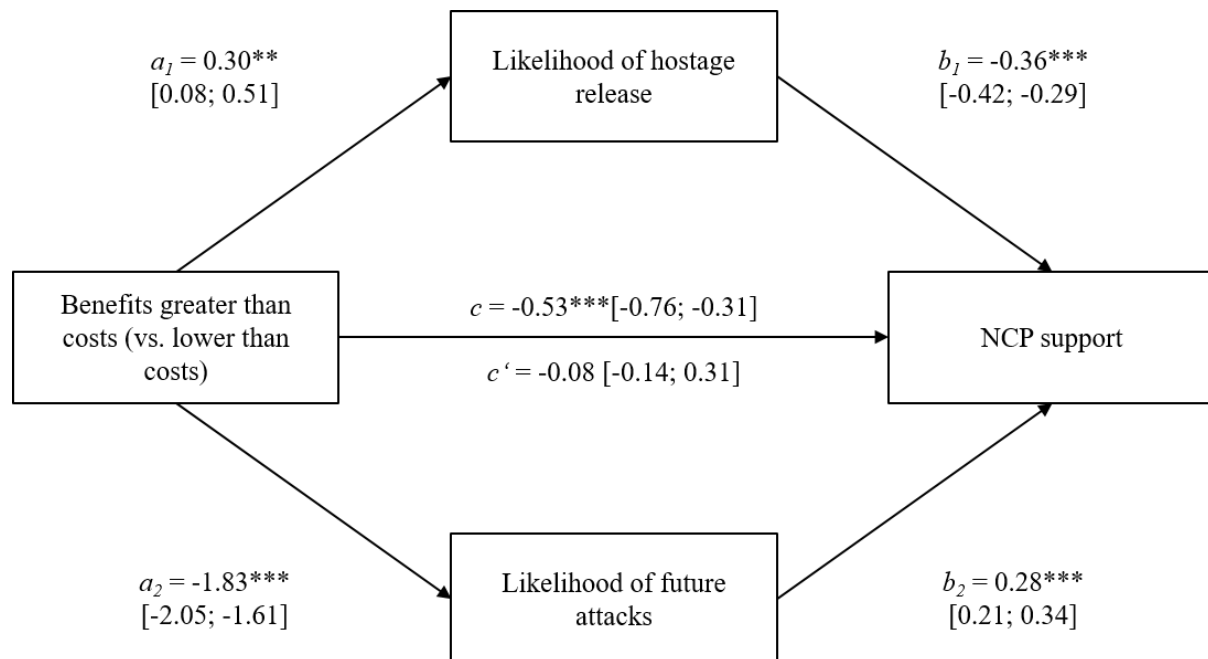 a1 = 0.30**
[0.08; 0.51]
Likelihood of hostage
release
b1 = -0.36***
[-0.42; -0.29]
Benefits greater than
costs (vs. lower than
costs)
c = -0.53***[-0.76; -0.31]
c‘ = -0.08 [-0.14; 0.31]
NCP support
a2 = -1.83***
[-2.05; -1.61]
Likelihood of future
attacks
b2 = 0.28***
[0.21; 0.34]